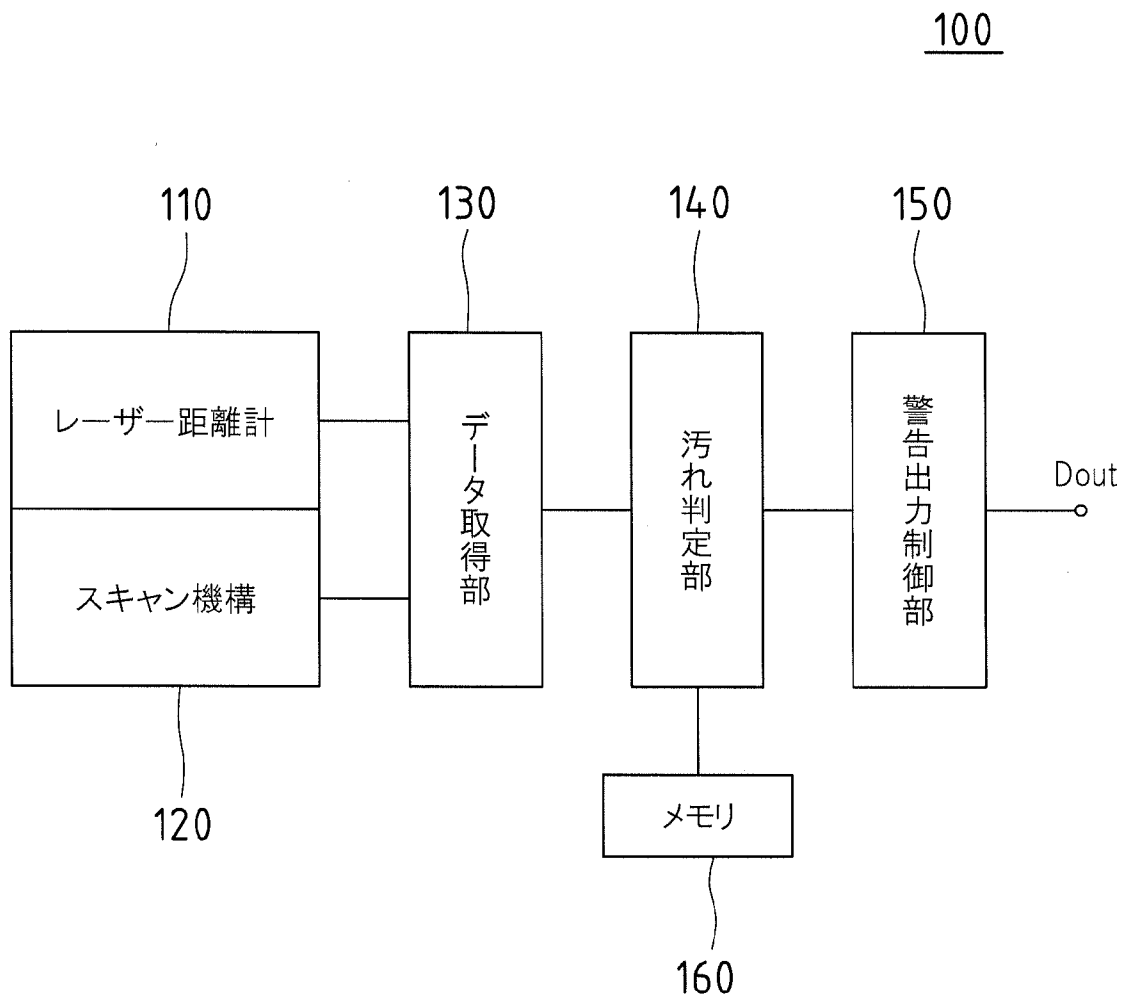 100
110
130
140
150
レーザー距離計
スキャン機構
データ取得部
汚れ判定部
警告出力制御部
Dout
120
メモリ
160